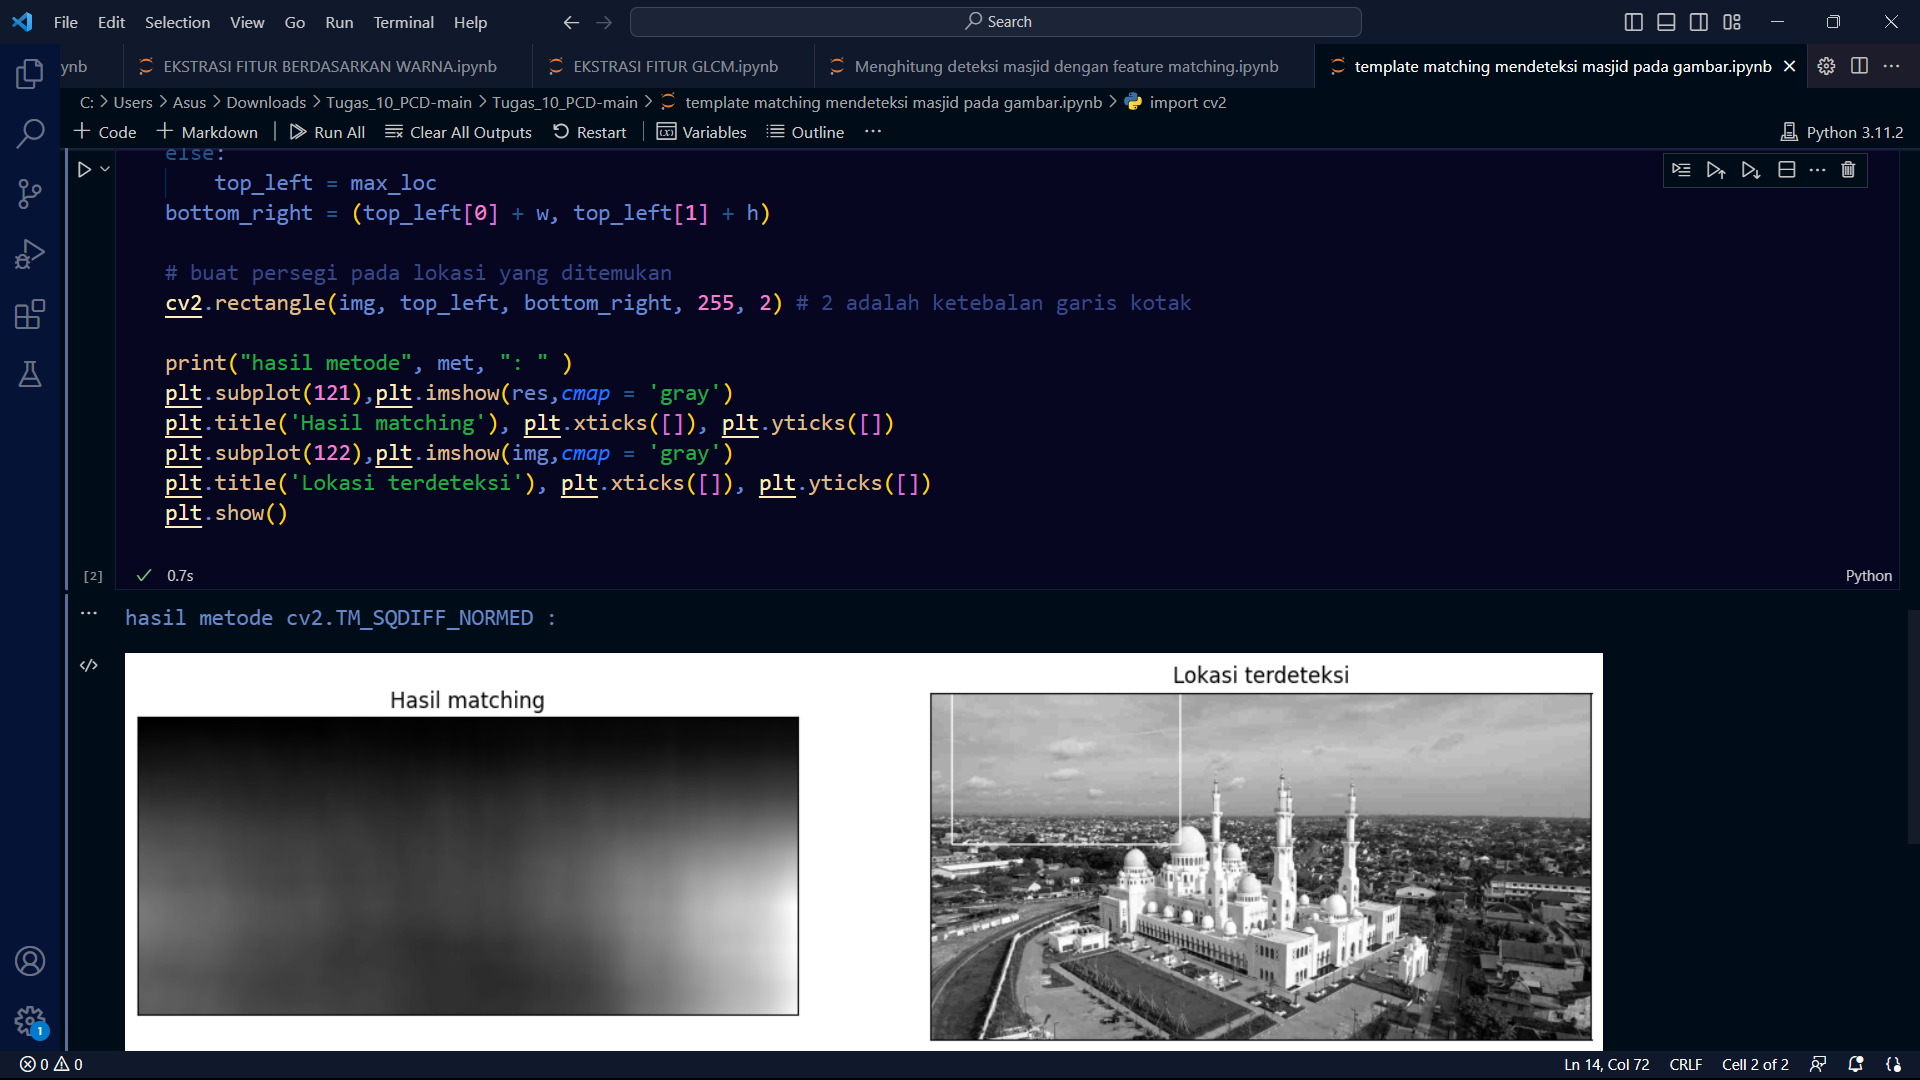 File Edit Selection View Go Run Terminal Help Search
ynb EKSTRASI FITUR BERDASARKAN WARNA.ipynb EKSTRASI FITUR GLCM.ipynb Menghitung deteksi masjid dengan feature matching.ipynb template matching mendeteksi masjid pada gambar.ipynb
C: > Users > Asus > Downloads > Tugas_10_PCD-main > Tugas_10_PCD-main > template matching mendeteksi masjid pada gambar.ipynb > import cv2
+ Code + Markdown Run All Clear All Outputs Restart Variables Outline ... Python 3.11.2
else:
top_left = max_loc
bottom_right = (top_left[0] + w, top_left[1] + h)
# buat persegi pada lokasi yang ditemukan
cv2.rectangle(img, top_left, bottom_right, 255, 2) # 2 adalah ketebalan garis kotak
print("hasil metode", met, ": " )
plt.subplot(121),plt.imshow(res,cmap = 'gray')
plt.title('Hasil matching'), plt.xticks([]), plt.yticks([])
plt.subplot(122),plt.imshow(img,cmap = 'gray')
plt.title('Lokasi terdeteksi'), plt.xticks([]), plt.yticks([])
plt.show()
[2] 0.7s Python
hasil metode cv2.TM_SQDIFF_NORMED :
Hasil matching
Lokasi terdeteksi
1
0 0 Ln 14, Col 72 CRLF Cell 2 of 2